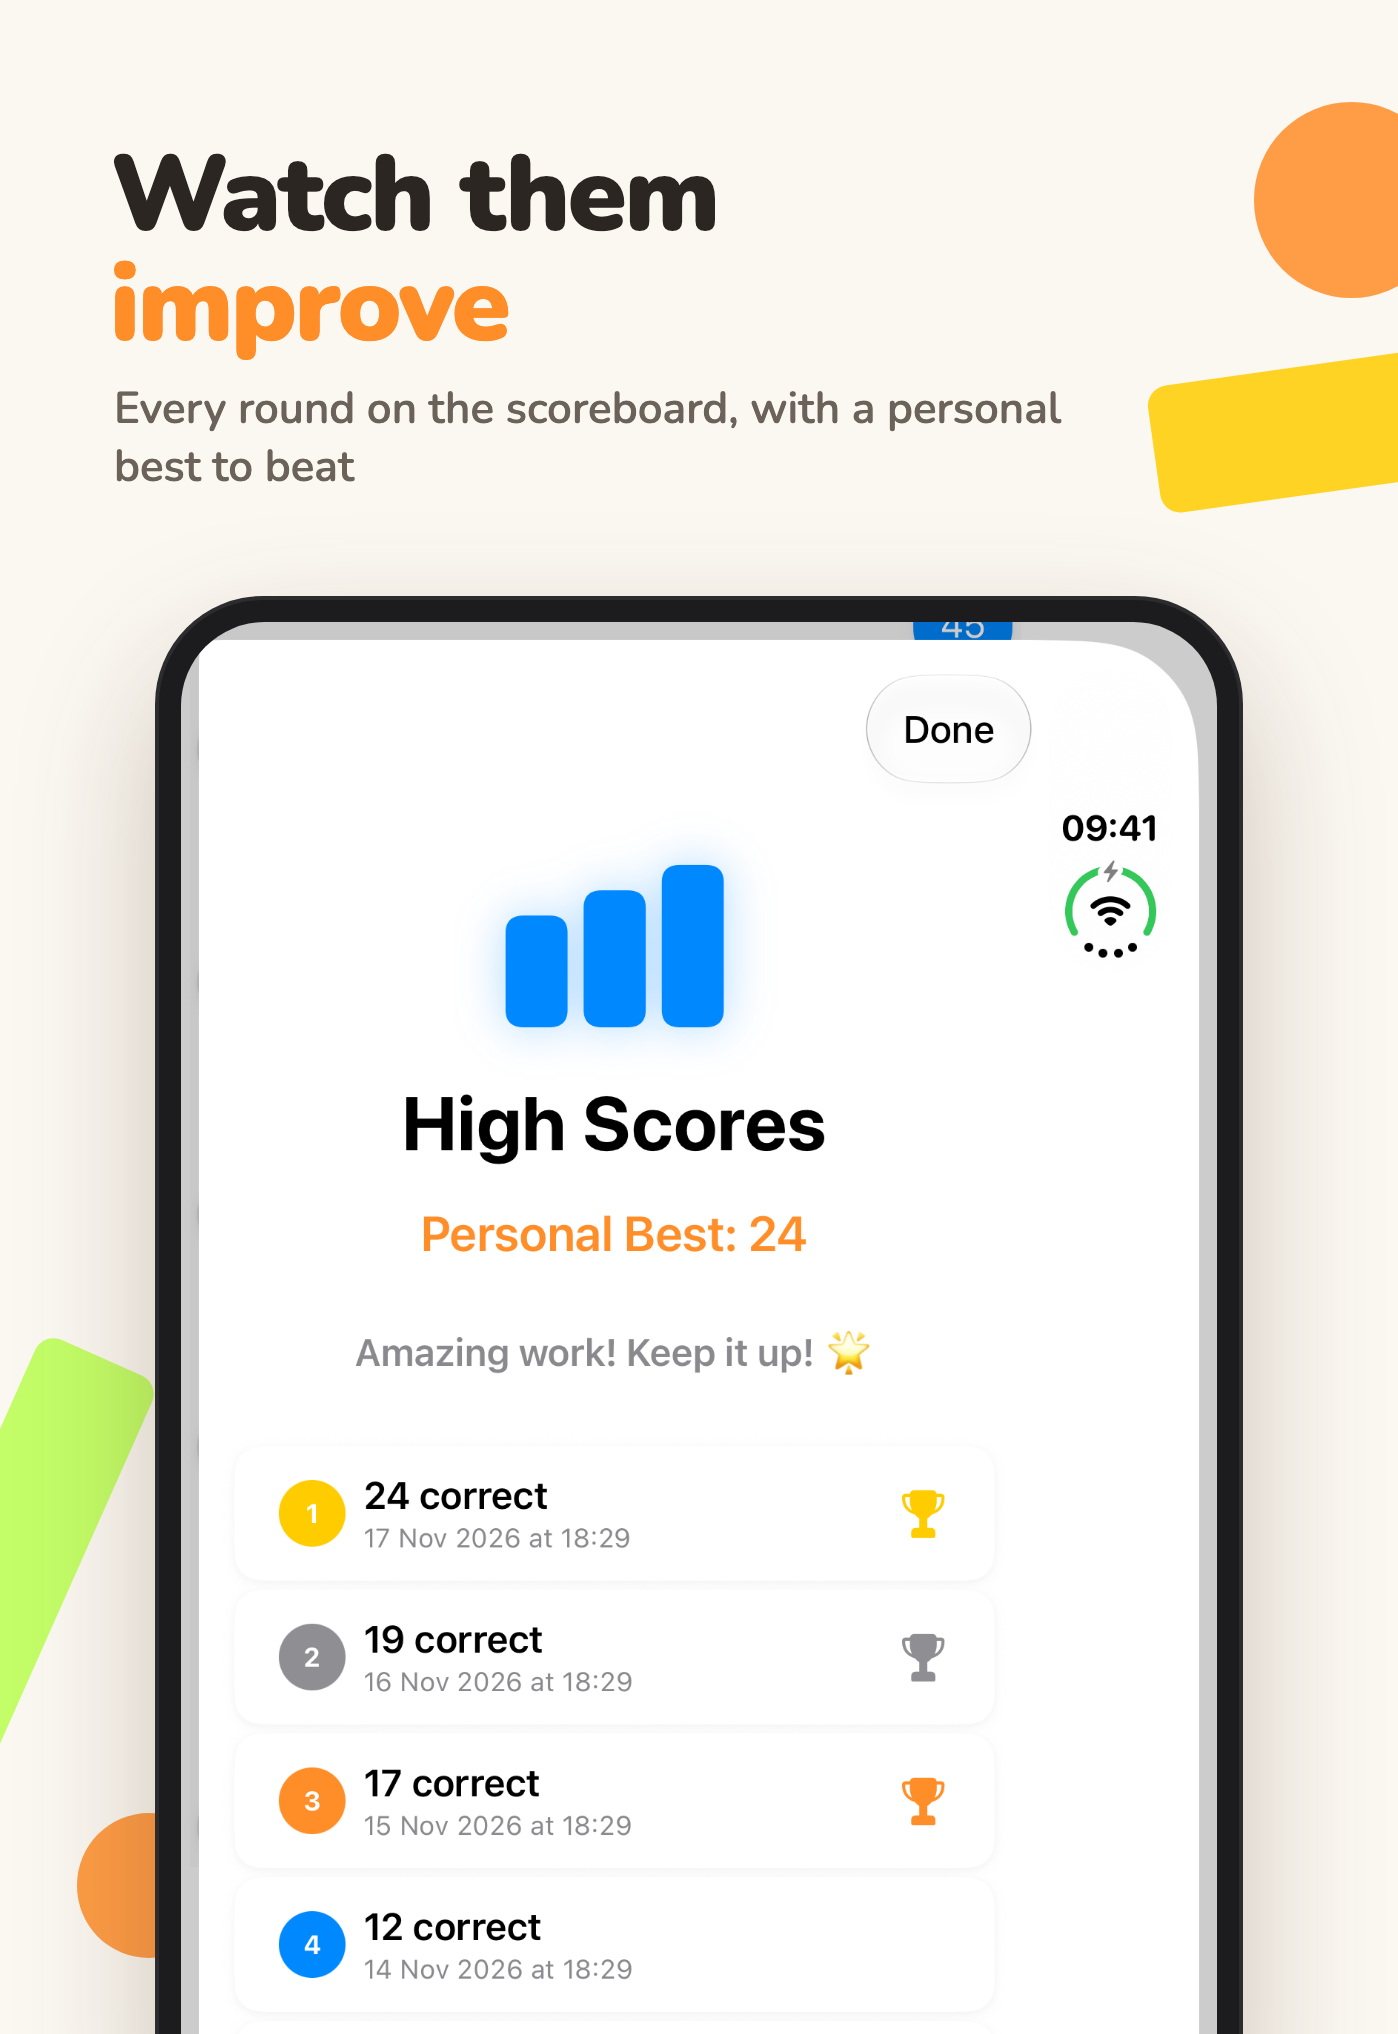 Watch them
improve
Every round on the scoreboard, with a personal
best to beat
45
Done
09:41
High Scores
Personal Best: 24
Amazing work! Keep it up! 🌟
1
24 correct
17 Nov 2026 at 18:29
2
19 correct
16 Nov 2026 at 18:29
3
17 correct
15 Nov 2026 at 18:29
4
12 correct
14 Nov 2026 at 18:29